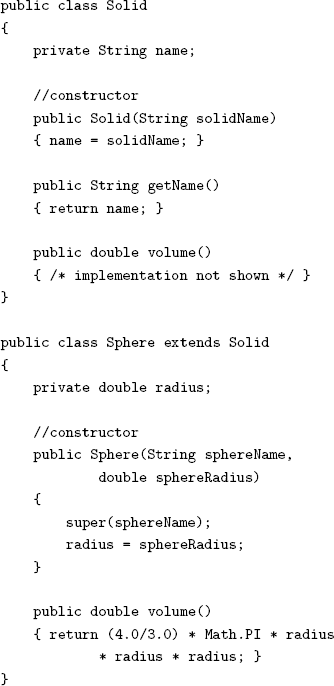 public class Solid
{
    private String name;

    //constructor
    public Solid(String solidName)
    { name = solidName; }

    public String getName()
    { return name; }

    public double volume()
    { /* implementation not shown */ }
}

public class Sphere extends Solid
{
    private double radius;

    //constructor
    public Sphere(String sphereName,
            double sphereRadius)
    {
        super(sphereName);
        radius = sphereRadius;
    }

    public double volume()
    { return (4.0/3.0) * Math.PI * radius
            * radius * radius; }
}